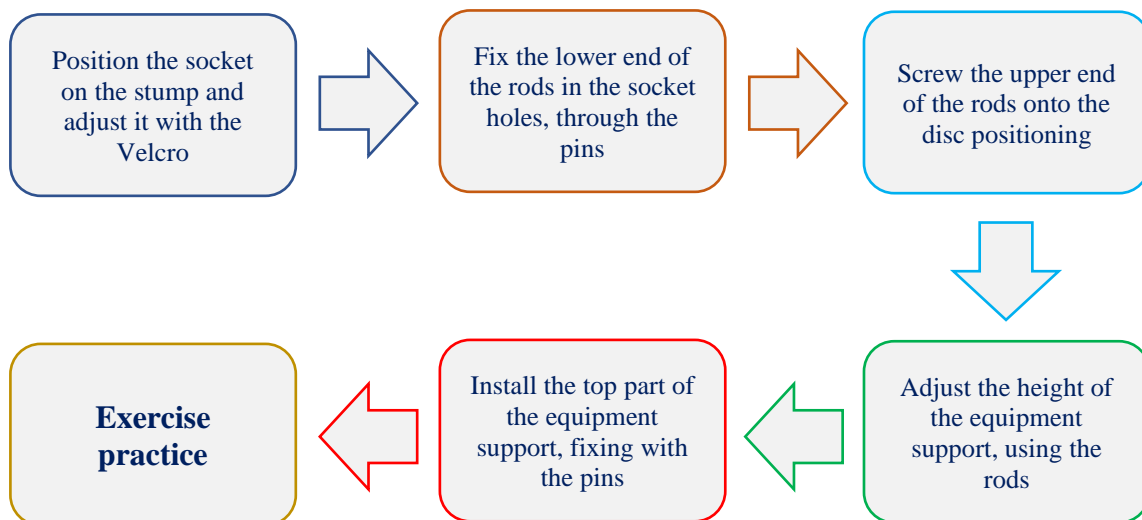 Position the socket
on the stump and
adjust it with the
Velcro
Fix the lower end of
the rods in the socket
holes, through the
pins
Screw the upper end
of the rods onto the
disc positioning
Adjust the height of
the equipment
support, using the
rods
Install the top part of
the equipment
support, fixing with
the pins
Exercise
practice